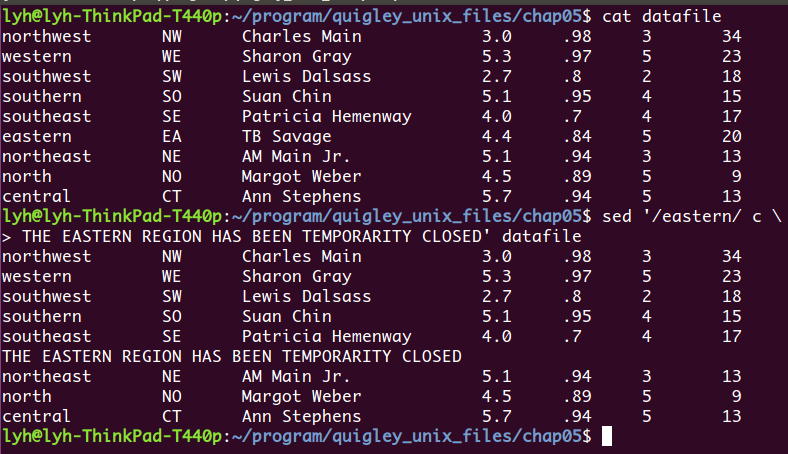 lyh@lyh-ThinkPad-T440p:~/program/quigley_unix_files/chap05$ cat datafile
northwest NW Charles Main 3.0 .98 3 34
western WE Sharon Gray 5.3 .97 5 23
southwest SW Lewis Dalsass 2.7 .8 2 18
southern SO Suan Chin 5.1 .95 4 15
southeast SE Patricia Hemenway 4.0 .7 4 17
eastern EA TB Savage 4.4 .84 5 20
northeast NE AM Main Jr. 5.1 .94 3 13
north NO Margot Weber 4.5 .89 5 9
central CT Ann Stephens 5.7 .94 5 13
lyh@lyh-ThinkPad-T440p:~/program/quigley_unix_files/chap05$ sed '/eastern/ c \
> THE EASTERN REGION HAS BEEN TEMPORARITY CLOSED' datafile
northwest NW Charles Main 3.0 .98 3 34
western WE Sharon Gray 5.3 .97 5 23
southwest SW Lewis Dalsass 2.7 .8 2 18
southern SO Suan Chin 5.1 .95 4 15
southeast SE Patricia Hemenway 4.0 .7 4 17
THE EASTERN REGION HAS BEEN TEMPORARITY CLOSED
northeast NE AM Main Jr. 5.1 .94 3 13
north NO Margot Weber 4.5 .89 5 9
central CT Ann Stephens 5.7 .94 5 13
lyh@lyh-ThinkPad-T440p:~/program/quigley_unix_files/chap05$